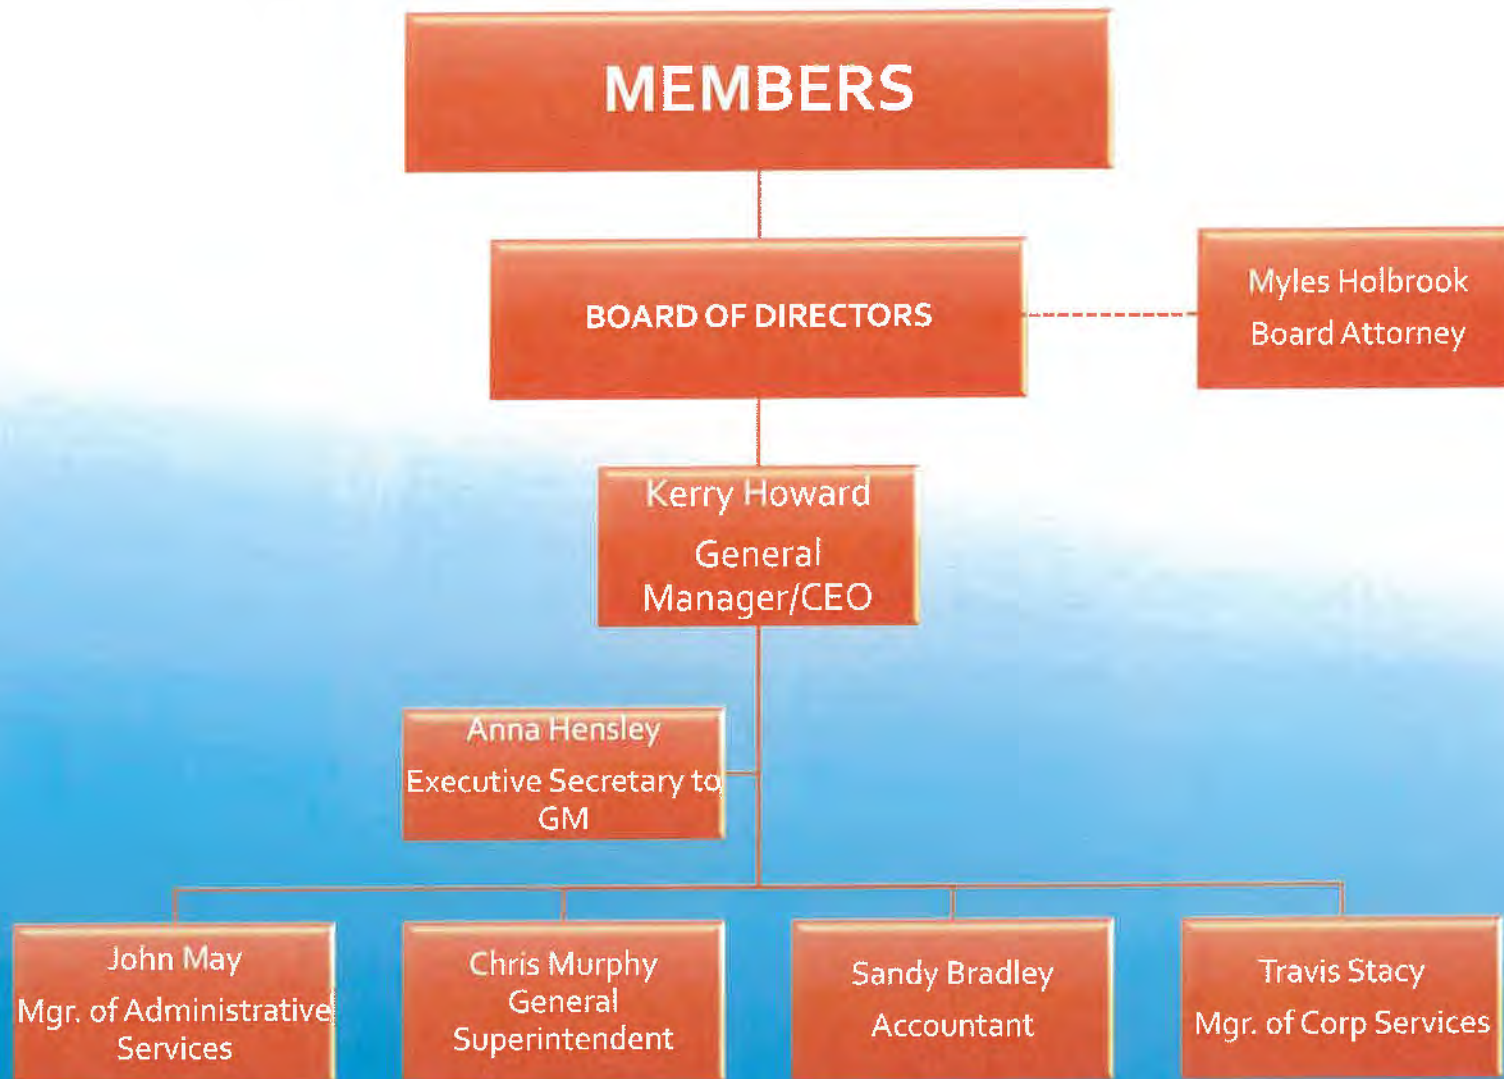 MEMBERS
BOARD OF DIRECTORS
Myles Holbrook
Board Attorney
Kerry Howard
General
Manager/CEO
Anna Hensley
Executive Secretary to
GM
John May
Mgr. of Administrative
Services
Chris Murphy
General
Superintendent
Sandy Bradley
Accountant
Travis Stacy
Mgr. of Corp Services